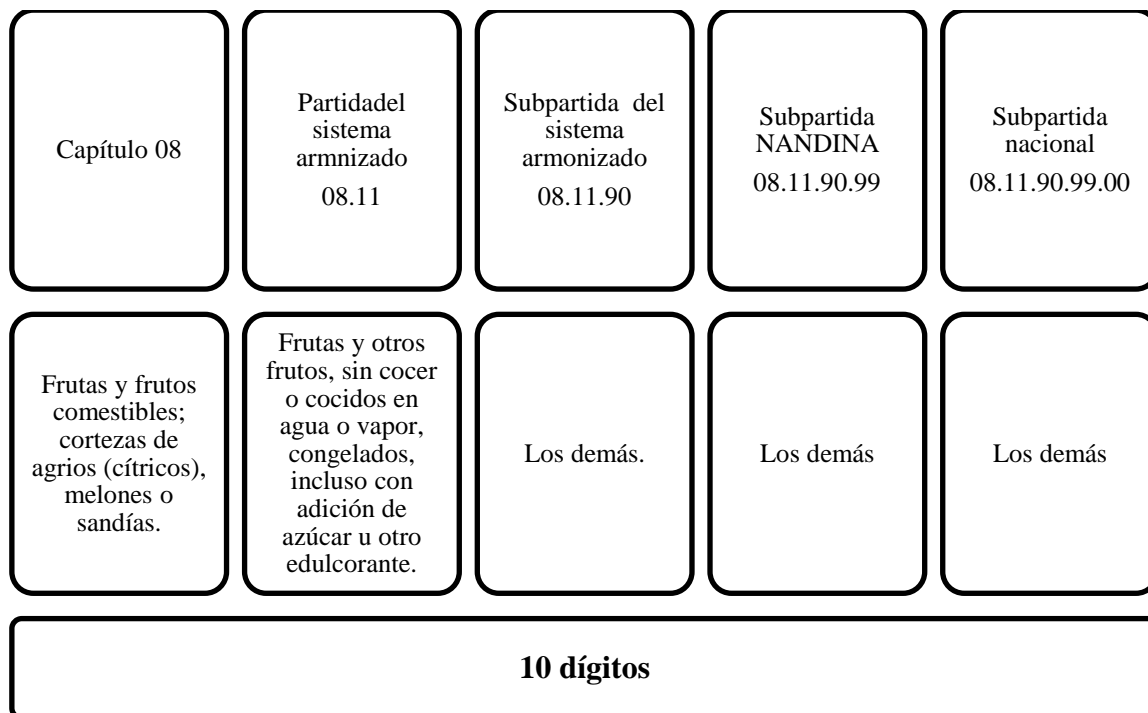 Capítulo 08
Partidadel
sistema
armnizado
08.11
Subpartida del
sistema
armonizado
08.11.90
Subpartida
NANDINA
08.11.90.99
Subpartida
nacional
08.11.90.99.00
Frutas y frutos
comestibles;
cortezas de
agrios (cítricos),
melones o
sandías.
Frutas y otros
frutos, sin cocer
o cocidos en
agua o vapor,
congelados,
incluso con
adición de
azúcar u otro
edulcorante.
Los demás.
Los demás
Los demás
10 dígitos